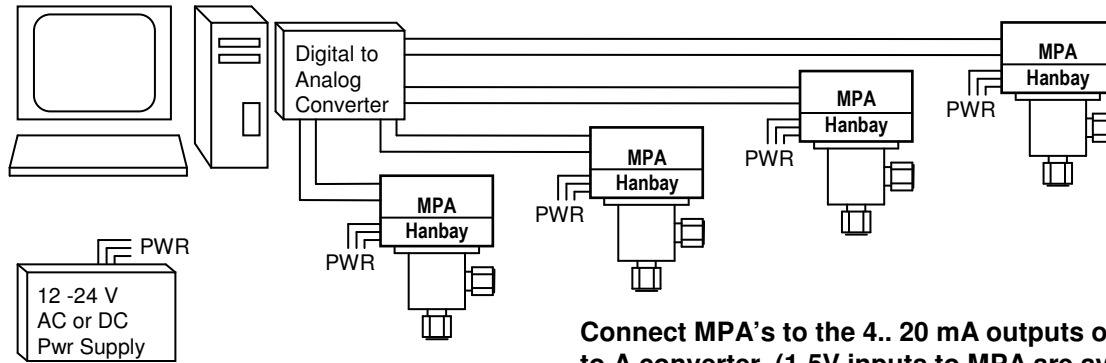 Digital to
Analog
Converter
MPA
Hanbay
PWR
MPA
Hanbay
PWR
MPA
Hanbay
PWR
MPA
Hanbay
PWR
PWR
12 -24 V
AC or DC
Pwr Supply
Connect MPA's to the 4.. 20 mA outputs
to A converter (1-5V inputs to MPA are